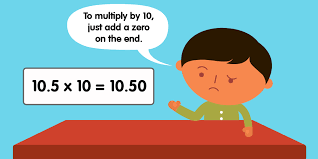 To multiply by 10,
just add a zero
on the end.
10.5 x 10 = 10.50